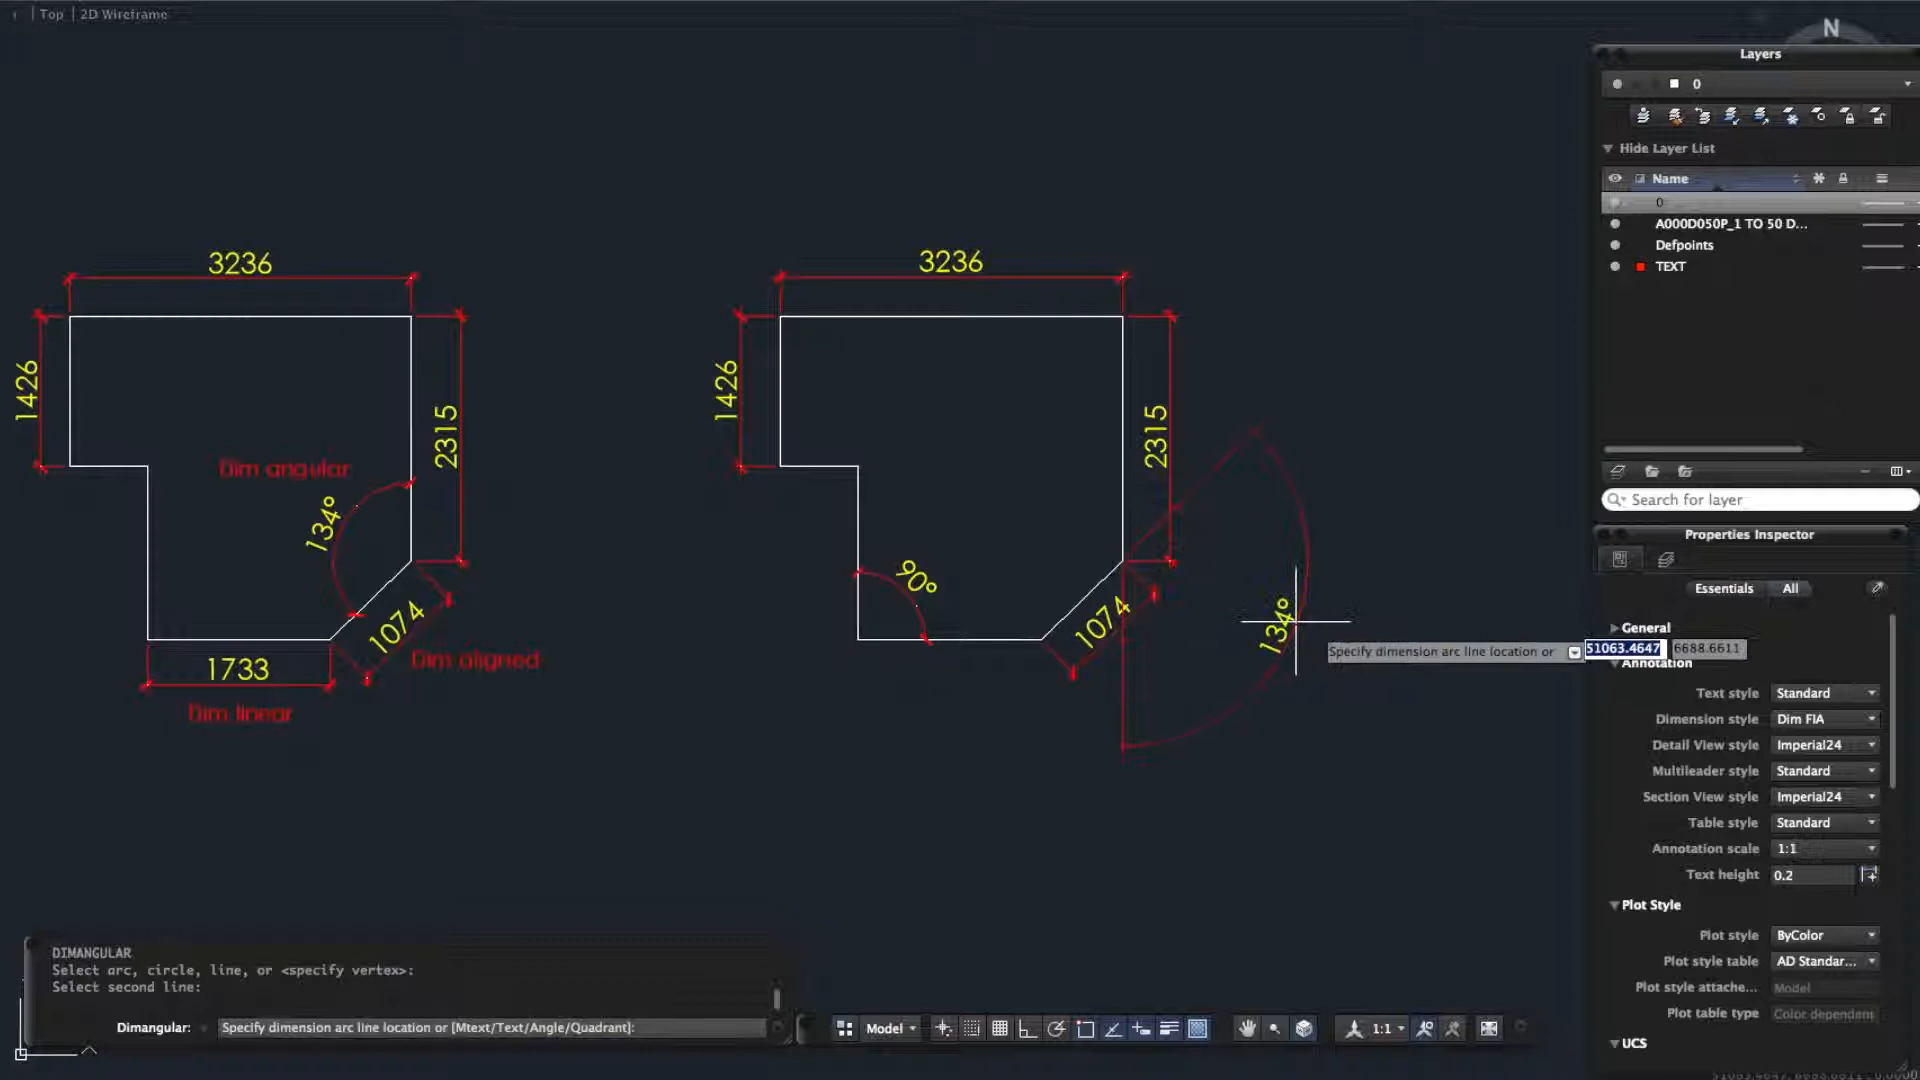 Top | 2D Wireframe
N
Layers
0
Hide Layer List
Name
0
A000D050P_1 TO 50 D...
Defpoints
TEXT
Search for layer
Properties Inspector
Essentials All
General
Annotation
Text style Standard
Dimension style Dim FIA
Detail View style Imperial24
Multileader style Standard
Section View style Imperial24
Table style Standard
Annotation scale 1:1
Text height 0.2
Plot Style
Plot style ByColor
Plot style table AD Standar...
Plot style attache... Model
Plot table type Color dependent
UCS
3236
1426
2315
Dim angular
134°
1074
Dim aligned
1733
Dim linear
3236
1426
2315
90°
1074
134°
Specify dimension arc line location or 51063.4647 6688.6611
DIMANGULAR
Select arc, circle, line, or <specify vertex>:
Select second line:
Dimangular: Specify dimension arc line location or [Mtext/Text/Angle/Quadrant]:
Model
1:1